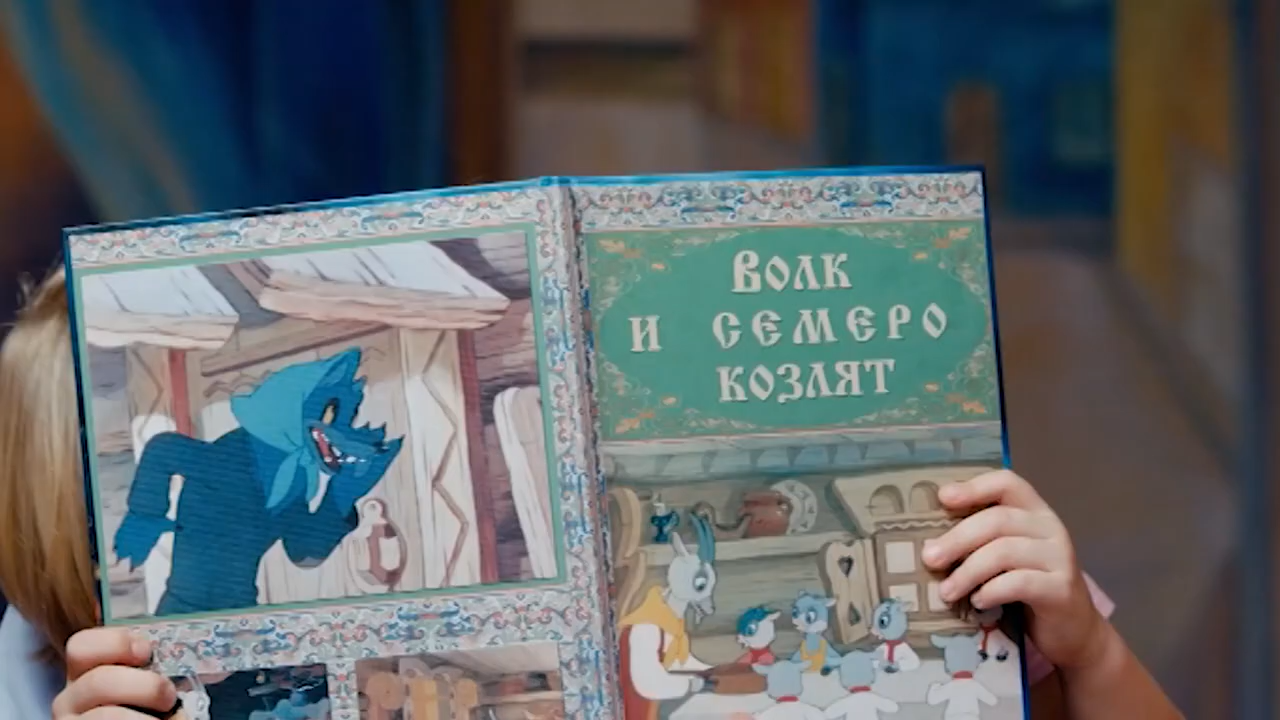 Волк
и семеро
козлят